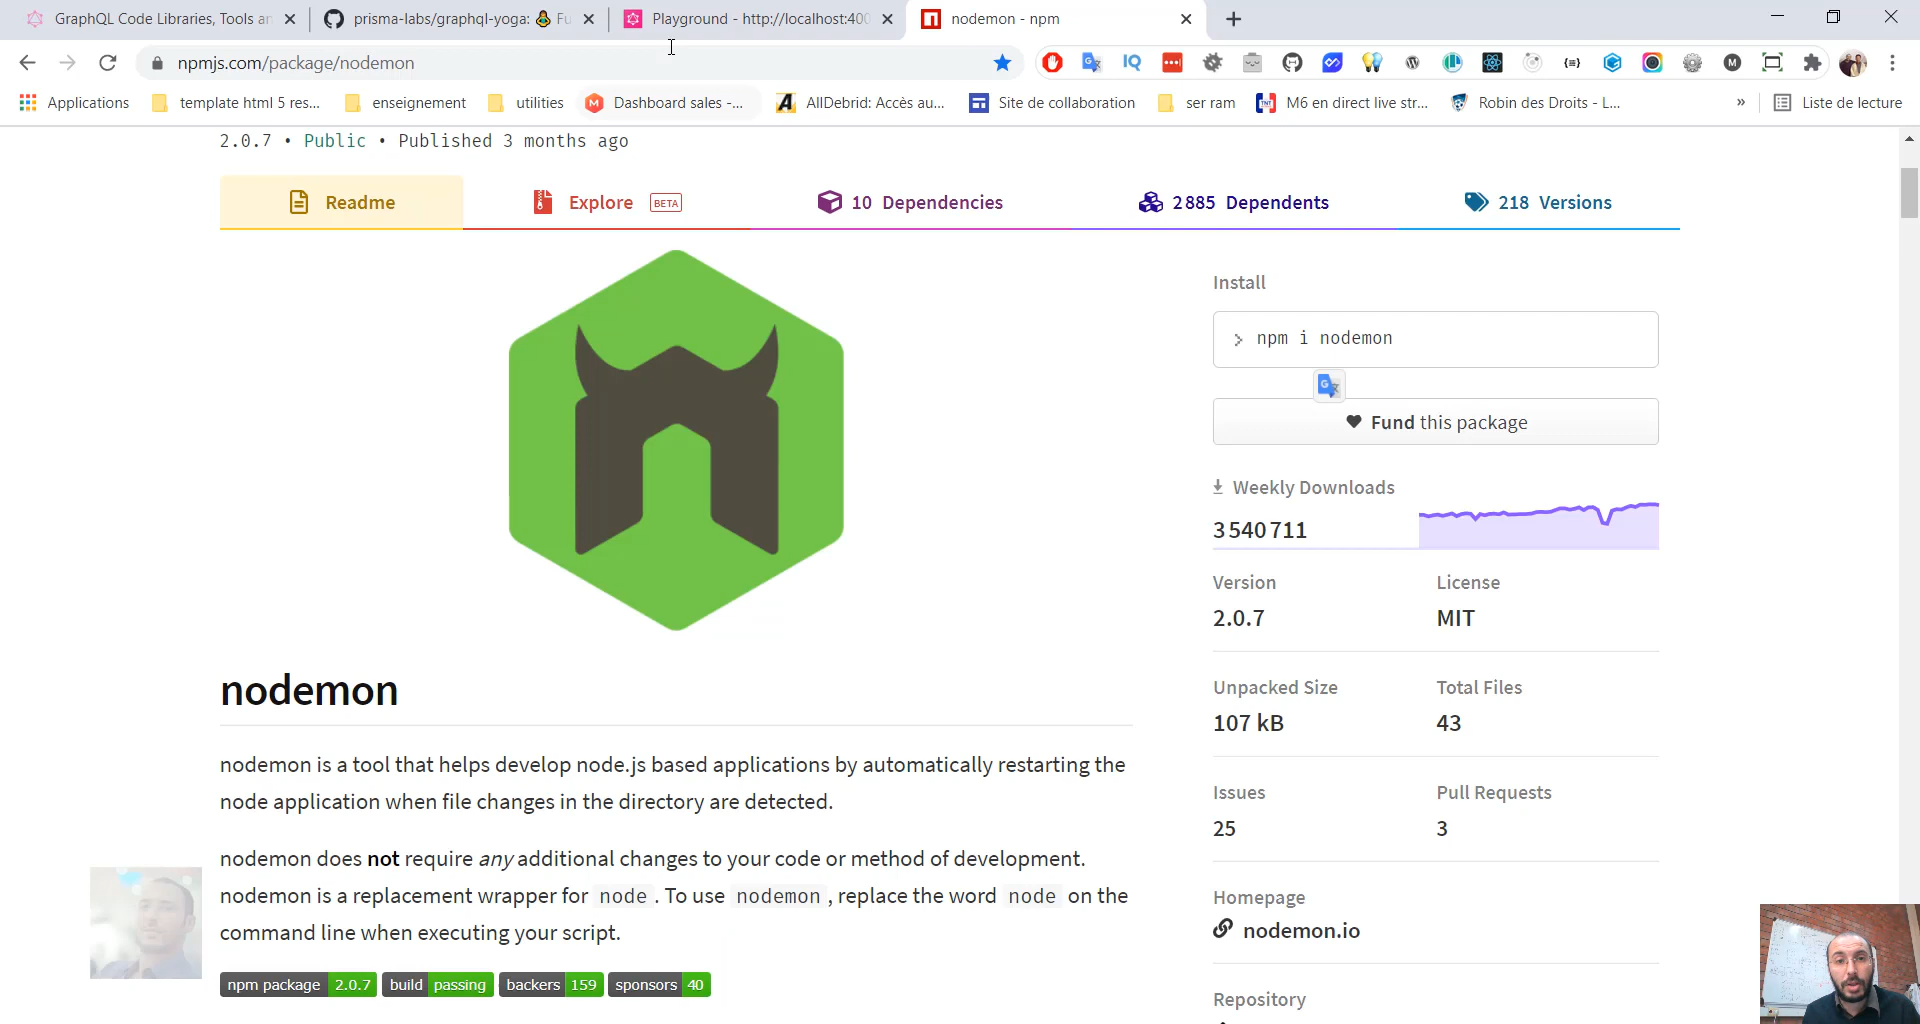 GraphQL Code Libraries, Tools an
prisma-labs/graphql-yoga: Fu
Playground - http://localhost:400
nodemon - npm
npmjs.com/package/nodemon
Applications
template html 5 res...
enseignement
utilities
Dashboard sales -...
AllDebrid: Accès au...
Site de collaboration
ser ram
M6 en direct live str...
Robin des Droits - L...
»
Liste de lecture
2.0.7 • Public • Published 3 months ago
Readme
Explore BETA
10 Dependencies
2885 Dependents
218 Versions
Install
> npm i nodemon
Fund this package
Weekly Downloads
3 540 711
Version
2.0.7
License
MIT
Unpacked Size
107 kB
Total Files
43
Issues
25
Pull Requests
3
Homepage
nodemon.io
Repository
nodemon
nodemon is a tool that helps develop node.js based applications by automatically restarting the
node application when file changes in the directory are detected.
nodemon does not require any additional changes to your code or method of development.
nodemon is a replacement wrapper for node . To use nodemon , replace the word node on the
command line when executing your script.
npm package 2.0.7 build passing backers 159 sponsors 40